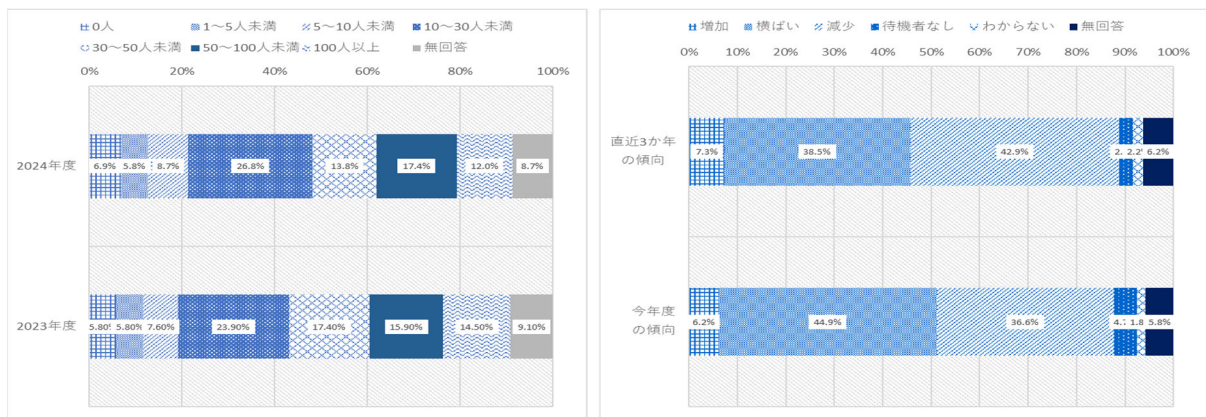 0人 1～5人未満 5～10人未満 10～30人未満
30～50人未満 50～100人未満 100人以上 無回答
0% 20% 40% 60% 80% 100%
2024年度
6.9% 5.8% 8.7% 26.8% 13.8% 17.4% 12.0% 8.7%
2023年度
5.80% 5.80% 7.60% 23.90% 17.40% 15.90% 14.50% 9.10%
増加 横ばい 減少 待機者なし わからない 無回答
0% 10% 20% 30% 40% 50% 60% 70% 80% 90% 100%
直近3か年
の傾向
7.3% 38.5% 42.9% 2. 2.2% 6.2%
今年度
の傾向
6.2% 44.9% 36.6% 4. 1.8 5.8%